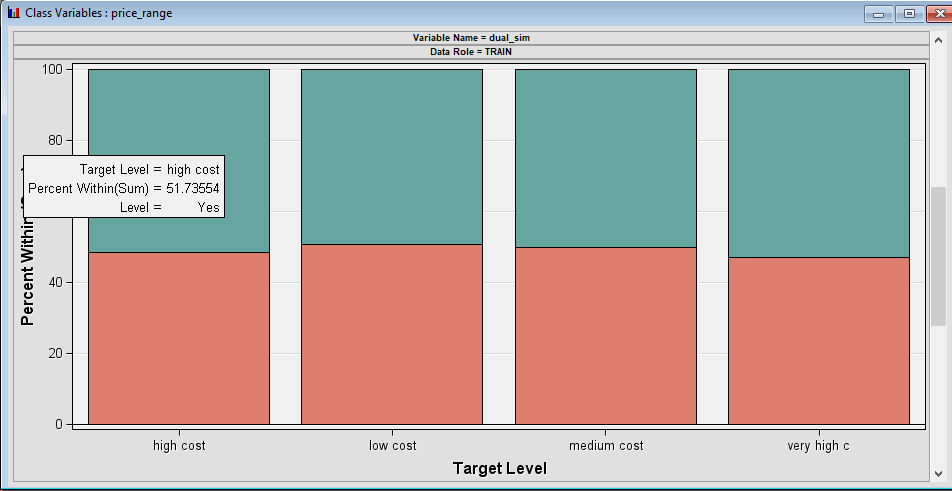 Class Variables : price_range
Variable Name = dual_sim
Data Role = TRAIN
100
80
Target Level = high cost
Percent Within(Sum) = 51.73554
Level = Yes
Percent Within
40
20
0
high cost
low cost
medium cost
very high c
Target Level